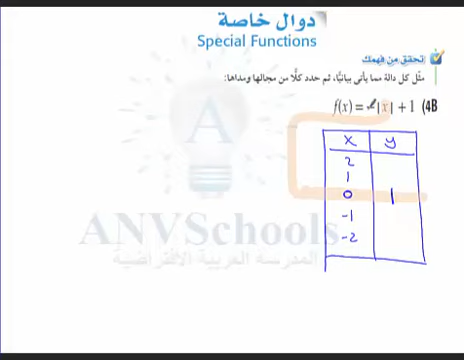 دوال خاصة
Special Functions
تحقق من فهمك
مثّل كل دالة مما يأتي بيانيًّا، ثم حدد كلًّا من مجالها ومداها:
4B) f(x) = -|x| + 1
x y
2
1
0 1
-1
-2
ANVSchools
المدرسة العربية الافتراضية